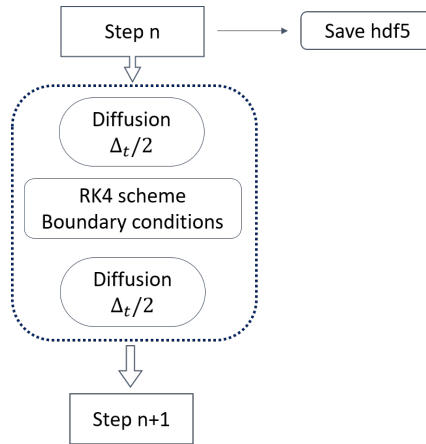 Step n
Save hdf5
Diffusion
Δₜ/2
RK4 scheme
Boundary conditions
Diffusion
Δₜ/2
Step n+1